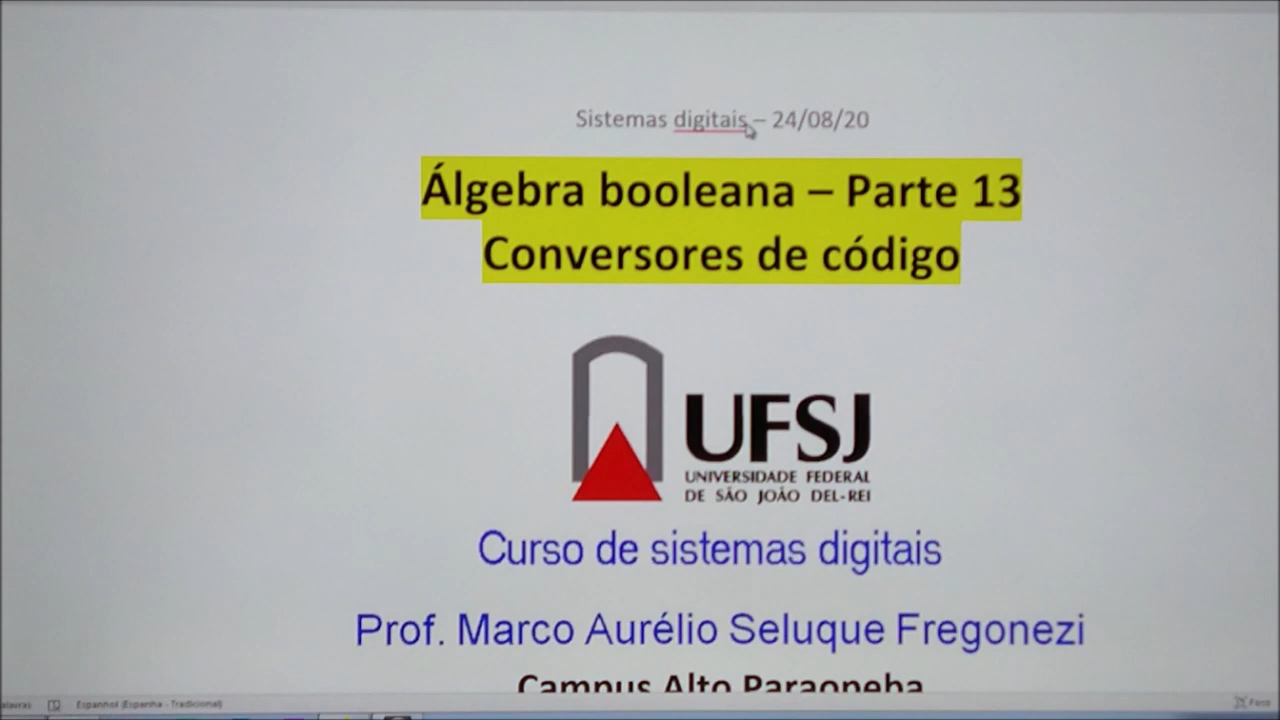 Sistemas digitais – 24/08/20
Álgebra booleana – Parte 13
Conversores de código
UFSJ
UNIVERSIDADE FEDERAL
DE SÃO JOÃO DEL-REI
Curso de sistemas digitais
Prof. Marco Aurélio Seluque Fregonezi
Campus Alto Paraopeba
alavras Espanhol (Espanha - Tradicional)